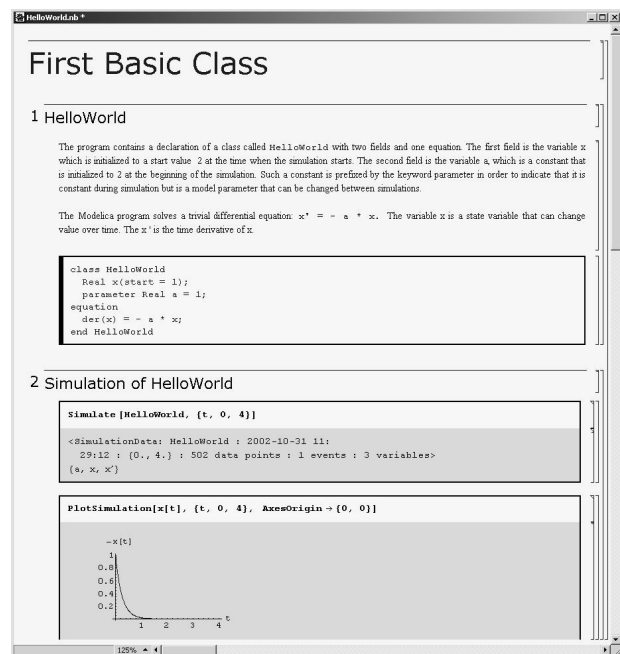 HelloWorld.nb *
First Basic Class
1 HelloWorld
The program contains a declaration of a class called HelloWorld with two fields and one equation. The first field is the variable x
which is initialized to a start value 2 at the time when the simulation starts. The second field is the variable a, which is a constant that
is initialized to 2 at the beginning of the simulation. Such a constant is prefixed by the keyword parameter in order to indicate that it is
constant during simulation but is a model parameter that can be changed between simulations.
The Modelica program solves a trivial differential equation: x' = - a * x. The variable x is a state variable that can change
value over time. The x ' is the time derivative of x.
class HelloWorld
Real x(start = 1);
parameter Real a = 1;
equation
der(x) = - a * x;
end HelloWorld
2 Simulation of HelloWorld
Simulate[HelloWorld, {t, 0, 4}]
<SimulationData: HelloWorld : 2002-10-31 11:
29:12 : {0., 4.} : 502 data points : 1 events : 3 variables>
{a, x, x′}
PlotSimulation[x[t], {t, 0, 4}, AxesOrigin → {0, 0}]
—x[t]
1
0.8
0.6
0.4
0.2
1 2 3 4 t
125%